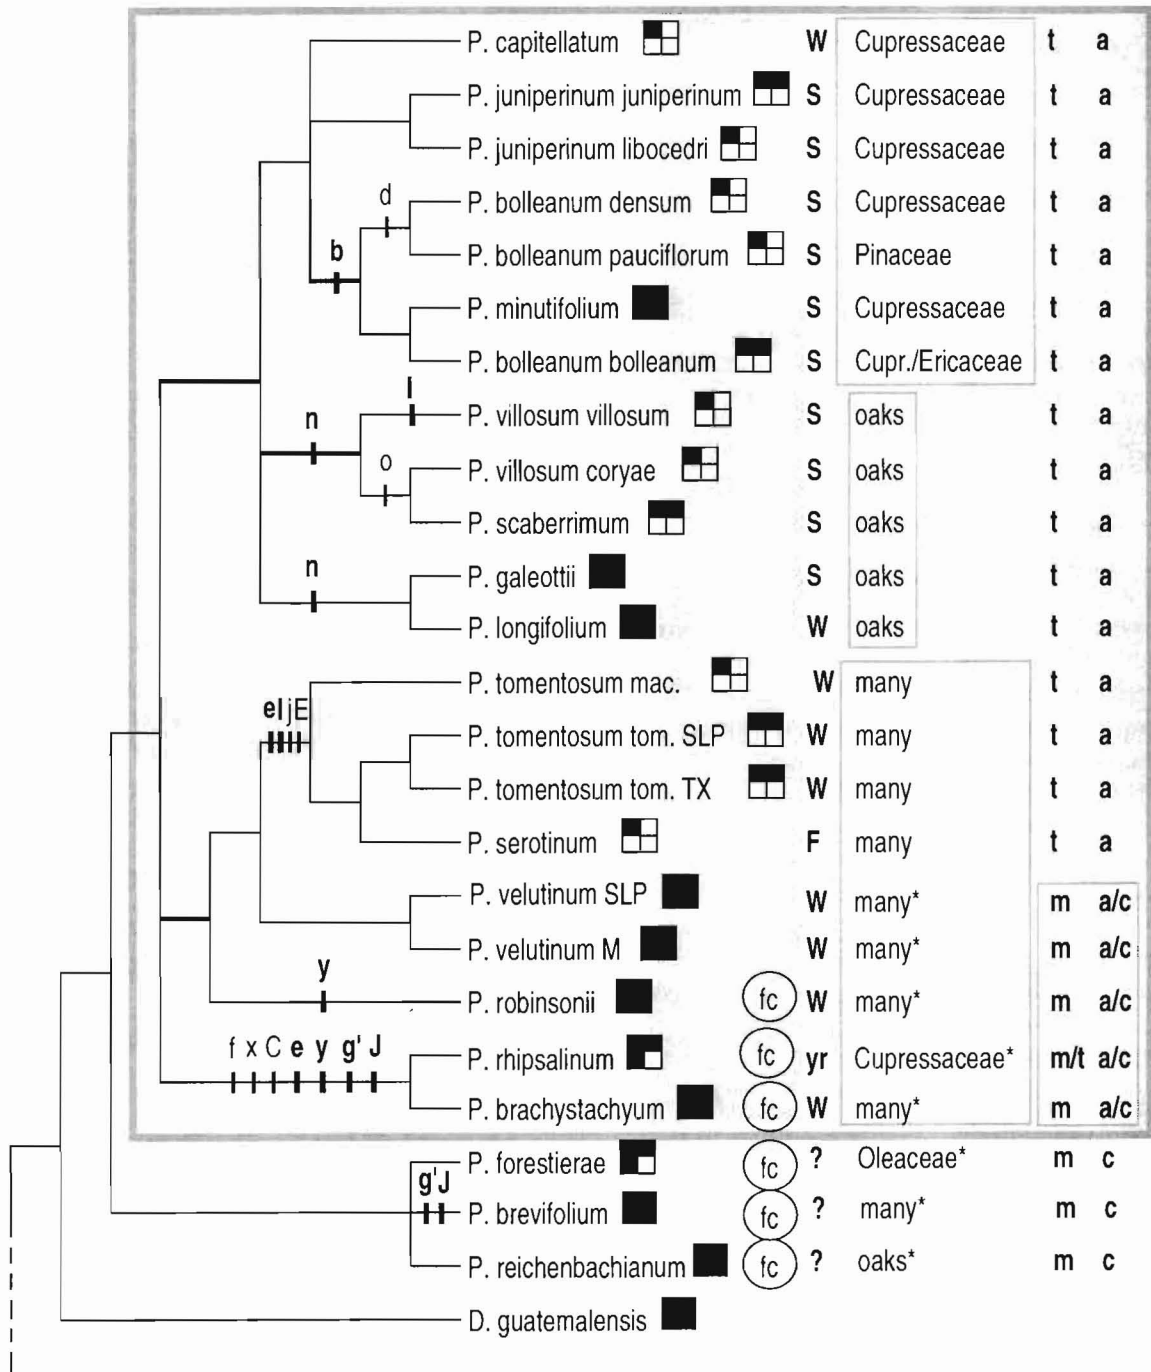 P. capitellatum W Cupressaceae t a
P. juniperinum juniperinum S Cupressaceae t a
P. juniperinum libocedri S Cupressaceae t a
d P. bolleanum densum S Cupressaceae t a
b P. bolleanum pauciflorum S Pinaceae t a
P. minutifolium S Cupressaceae t a
P. bolleanum bolleanum S Cupr./Ericaceae t a
l P. villosum villosum S oaks t a
n
o P. villosum coryae S oaks t a
P. scaberrimum S oaks t a
n P. galeottii S oaks t a
P. longifolium W oaks t a
P. tomentosum mac. W many t a
eljE
P. tomentosum tom. SLP W many t a
P. tomentosum tom. TX W many t a
P. serotinum F many t a
P. velutinum SLP W many* m a/c
P. velutinum M W many* m a/c
y P. robinsonii fc W many* m a/c
f x C e y g' J P. rhipsalinum fc yr Cupressaceae* m/t a/c
P. brachystachyum fc W many* m a/c
P. forestierae fc ? Oleaceae* m c
g'J P. brevifolium fc ? many* m c
P. reichenbachianum fc ? oaks* m c
D. guatemalensis